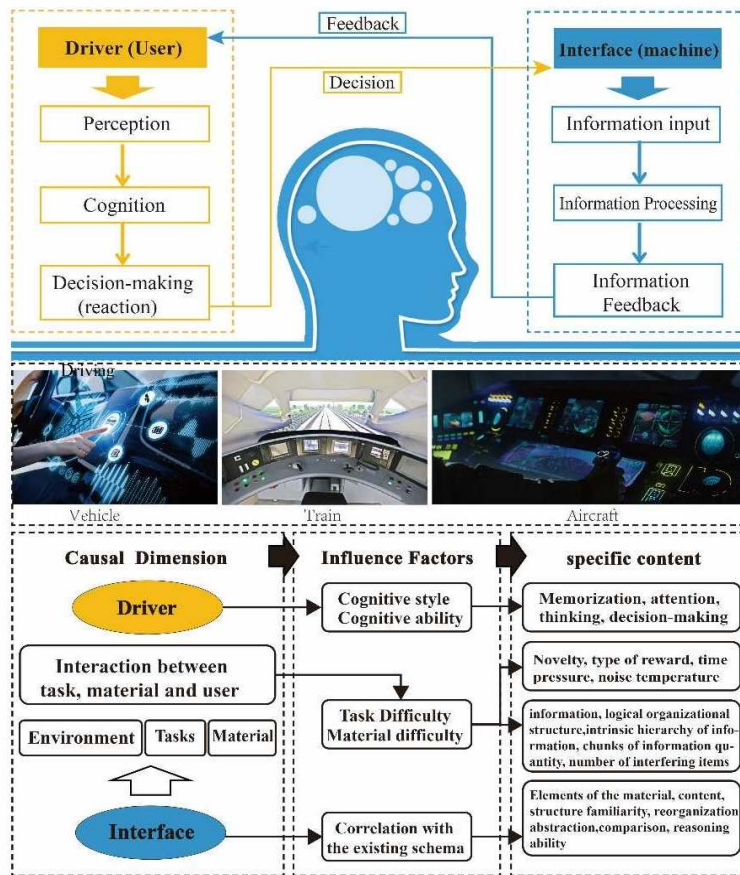 Feedback
Driver (User)
Interface (machine)
Decision
Perception
Information input
Cognition
Information Processing
Decision-making
(reaction)
Information
Feedback
Driving
Vehicle
Train
Aircraft
Causal Dimension
Influence Factors
specific content
Driver
Cognitive style
Cognitive ability
Memorization, attention,
thinking, decision-making
Interaction between
task, material and user
Novelty, type of reward, time
pressure, noise temperature
Environment
Tasks
Material
Task Difficulty
Material difficulty
information, logical organizational
structure,intrinsic hierarchy of info-
rmation, chunks of information qu-
antity, number of interfering items
Interface
Correlation with
the existing schema
Elements of the material, content,
structure familiarity, reorganization
abstraction,comparison, reasoning
ability